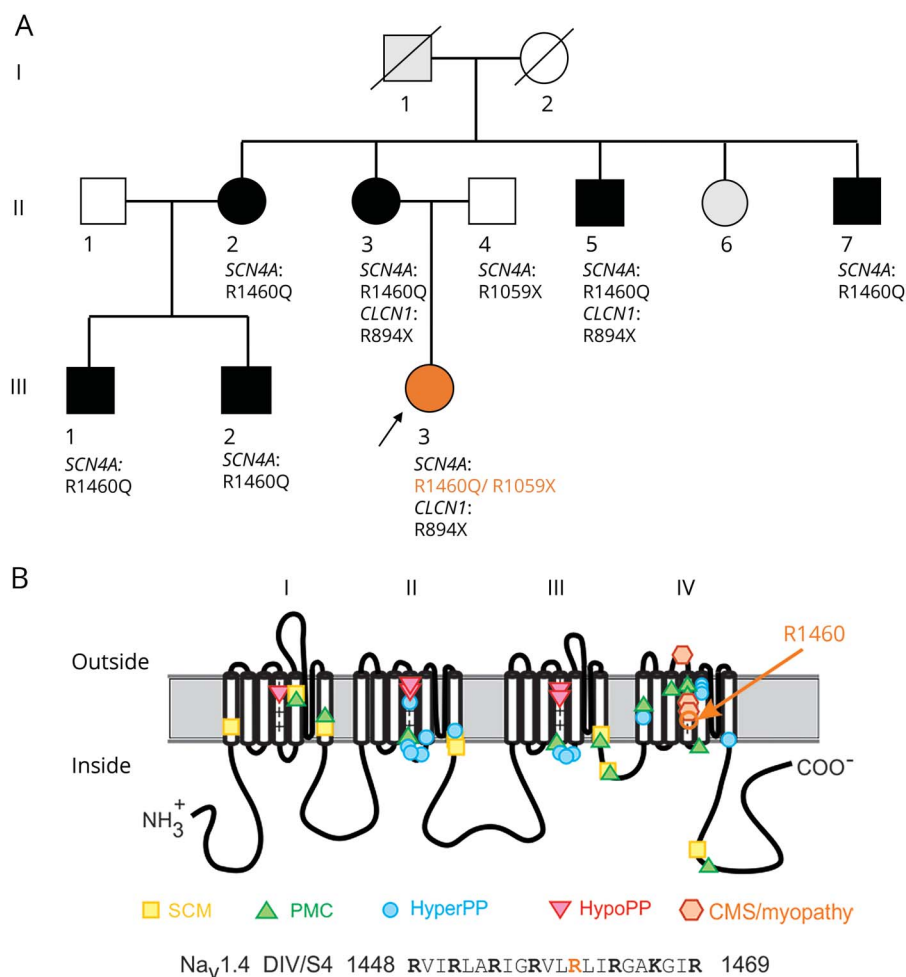 A
I
1
2
II
1
2
SCN4A:
R1460Q
3
SCN4A:
R1460Q
CLCN1:
R894X
4
SCN4A:
R1059X
5
SCN4A:
R1460Q
CLCN1:
R894X
6
7
SCN4A:
R1460Q
III
1
SCN4A:
R1460Q
2
SCN4A:
R1460Q
3
SCN4A:
R1460Q/ R1059X
CLCN1:
R894X
B
I II III IV
R1460
Outside
+
+
+
+
+
+
Inside
NH3+
COO-
SCM PMC HyperPP HypoPP CMS/myopathy
NaV1.4 DIV/S4 1448 RVIRLARIGRVLRLIRGAKGIR 1469